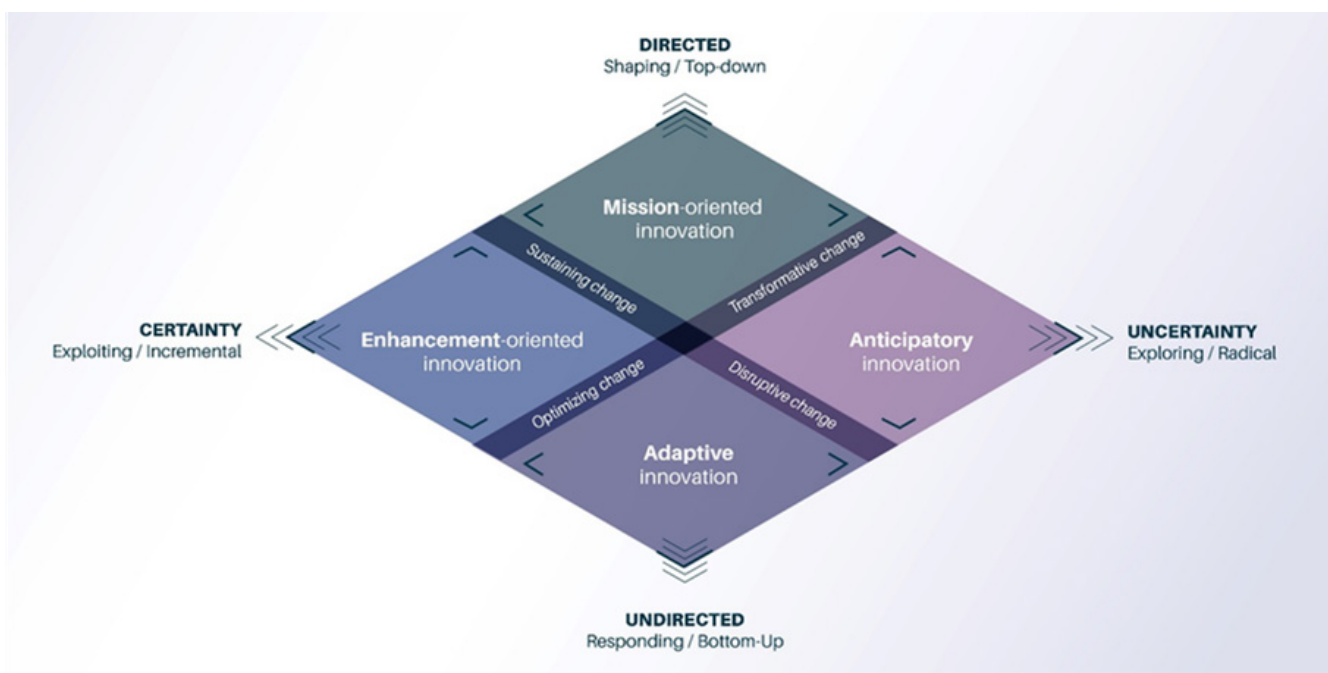 DIRECTED
Shaping / Top-down
Mission-oriented
innovation
Sustaining change
Transformative change
CERTAINTY
Exploiting / Incremental
Enhancement-oriented
innovation
Anticipatory
innovation
UNCERTAINTY
Exploring / Radical
Optimizing change
Disruptive change
Adaptive
innovation
UNDIRECTED
Responding / Bottom-Up